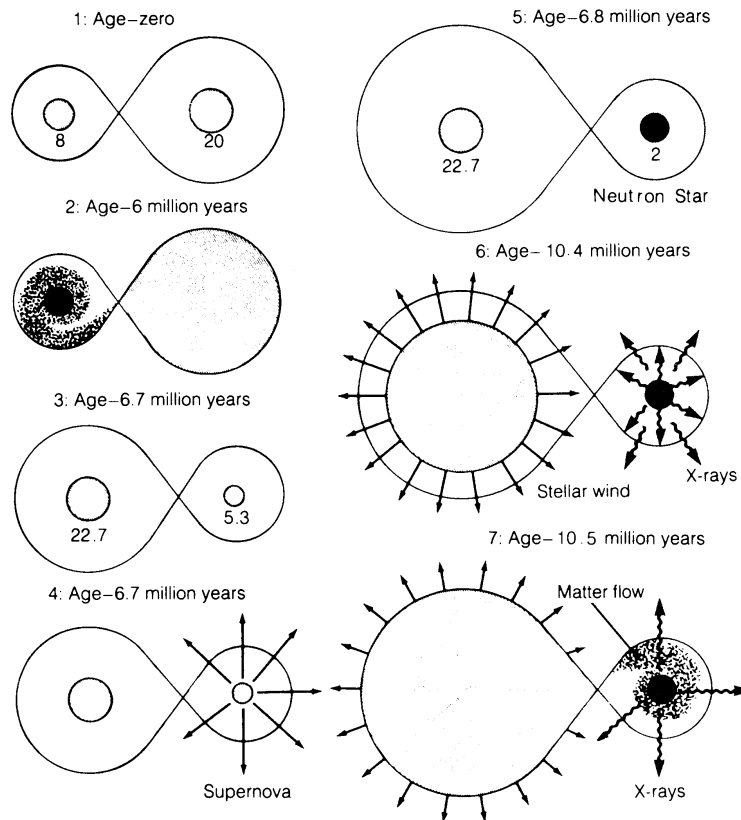 1: Age–zero
8
20
2: Age–6 million years
3: Age–6.7 million years
22.7
5.3
4: Age–6.7 million years
Supernova
5: Age–6.8 million years
22.7
2
Neutron Star
6: Age–10.4 million years
Stellar wind
X-rays
7: Age–10.5 million years
Matter flow
X-rays